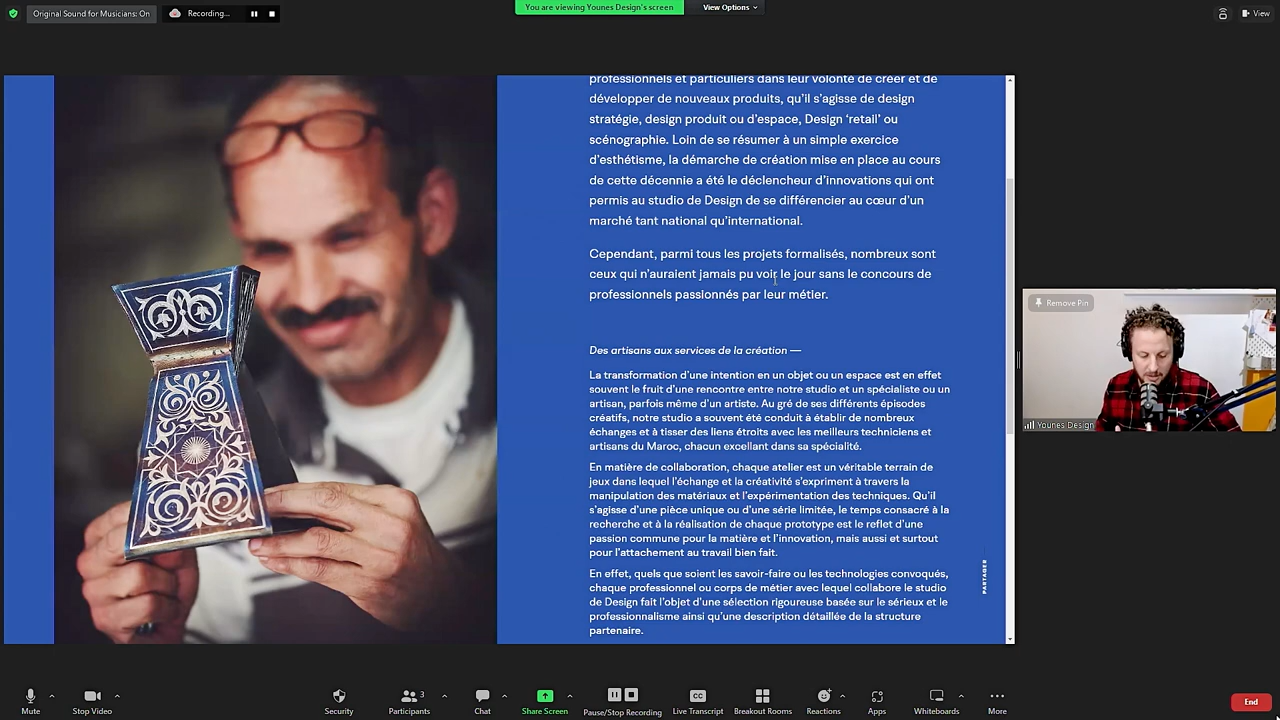 Original Sound for Musicians: On
Recording...
You are viewing Younes Design's screen
View Options
View
professionnels et particuliers dans leur volonté de créer et de
développer de nouveaux produits, qu'il s'agisse de design
stratégie, design produit ou d'espace, Design 'retail' ou
scénographie. Loin de se résumer à un simple exercice
d'esthétisme, la démarche de création mise en place au cours
de cette décennie a été le déclencheur d'innovations qui ont
permis au studio de Design de se différencier au cœur d'un
marché tant national qu'international.
Cependant, parmi tous les projets formalisés, nombreux sont
ceux qui n'auraient jamais pu voir le jour sans le concours de
professionnels passionnés par leur métier.
Des artisans aux services de la création —
La transformation d'une intention en un objet ou un espace est en effet
souvent le fruit d'une rencontre entre notre studio et un spécialiste ou un
artisan, parfois même d'un artiste. Au gré de ses différents épisodes
créatifs, notre studio a souvent été conduit à établir de nombreux
échanges et à tisser des liens étroits avec les meilleurs techniciens et
artisans du Maroc, chacun excellant dans sa spécialité.
En matière de collaboration, chaque atelier est un véritable terrain de
jeux dans lequel l'échange et la créativité s'expriment à travers la
manipulation des matériaux et l'expérimentation des techniques. Qu'il
s'agisse d'une pièce unique ou d'une série limitée, le temps consacré à la
recherche et à la réalisation de chaque prototype est le reflet d'une
passion commune pour la matière et l'innovation, mais aussi et surtout
pour l'attachement au travail bien fait.
En effet, quels que soient les savoir-faire ou les technologies convoqués,
chaque professionnel ou corps de métier avec lequel collabore le studio
de Design fait l'objet d'une sélection rigoureuse basée sur le sérieux et le
professionnalisme ainsi qu'une description détaillée de la structure
partenaire.
PARTAGER
Remove Pin
Younes Design
Mute
Stop Video
Security
Participants
3
Chat
Share Screen
Pause/Stop Recording
CC
Live Transcript
Breakout Rooms
Reactions
Apps
Whiteboards
More
End